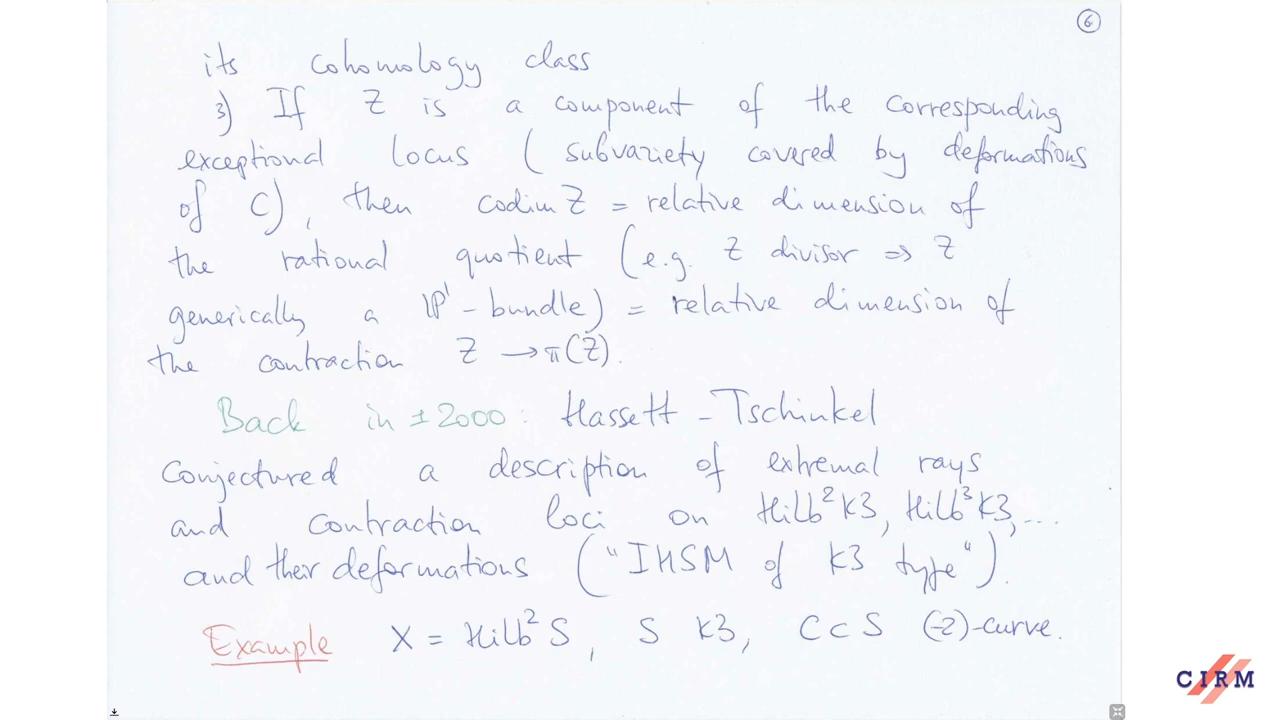 ⑥
its cohomology class
3) If Z is a component of the corresponding
exceptional locus (subvariety covered by deformations
of C), then codim Z = relative dimension of
the rational quotient (e.g. Z divisor ⇒ Z
generically a ℙ¹-bundle) = relative dimension of
the contraction Z → π(Z).
Back in ± 2000: Hassett - Tschinkel
conjectured a description of extremal rays
and contraction loci on Hilb²K3, Hilb³K3,...
and their deformations ("IHSM of K3 type").
Example X = Hilb²S, S K3, C⊂S (-2)-curve.
CIRM